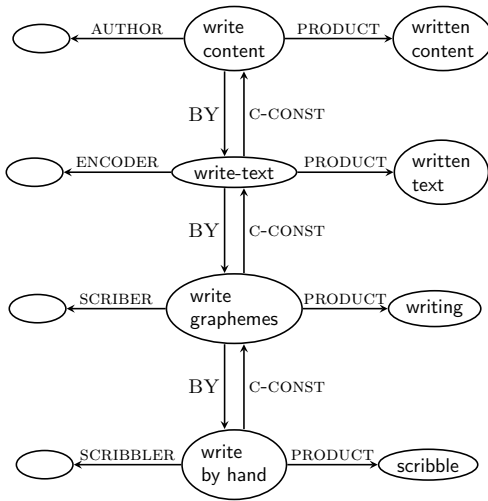 AUTHOR write PRODUCT written
content content
BY C-CONST
ENCODER write-text PRODUCT written
text
BY C-CONST
SCRIBER write PRODUCT writing
graphemes
BY C-CONST
SCRIBBLER write PRODUCT scribble
by hand